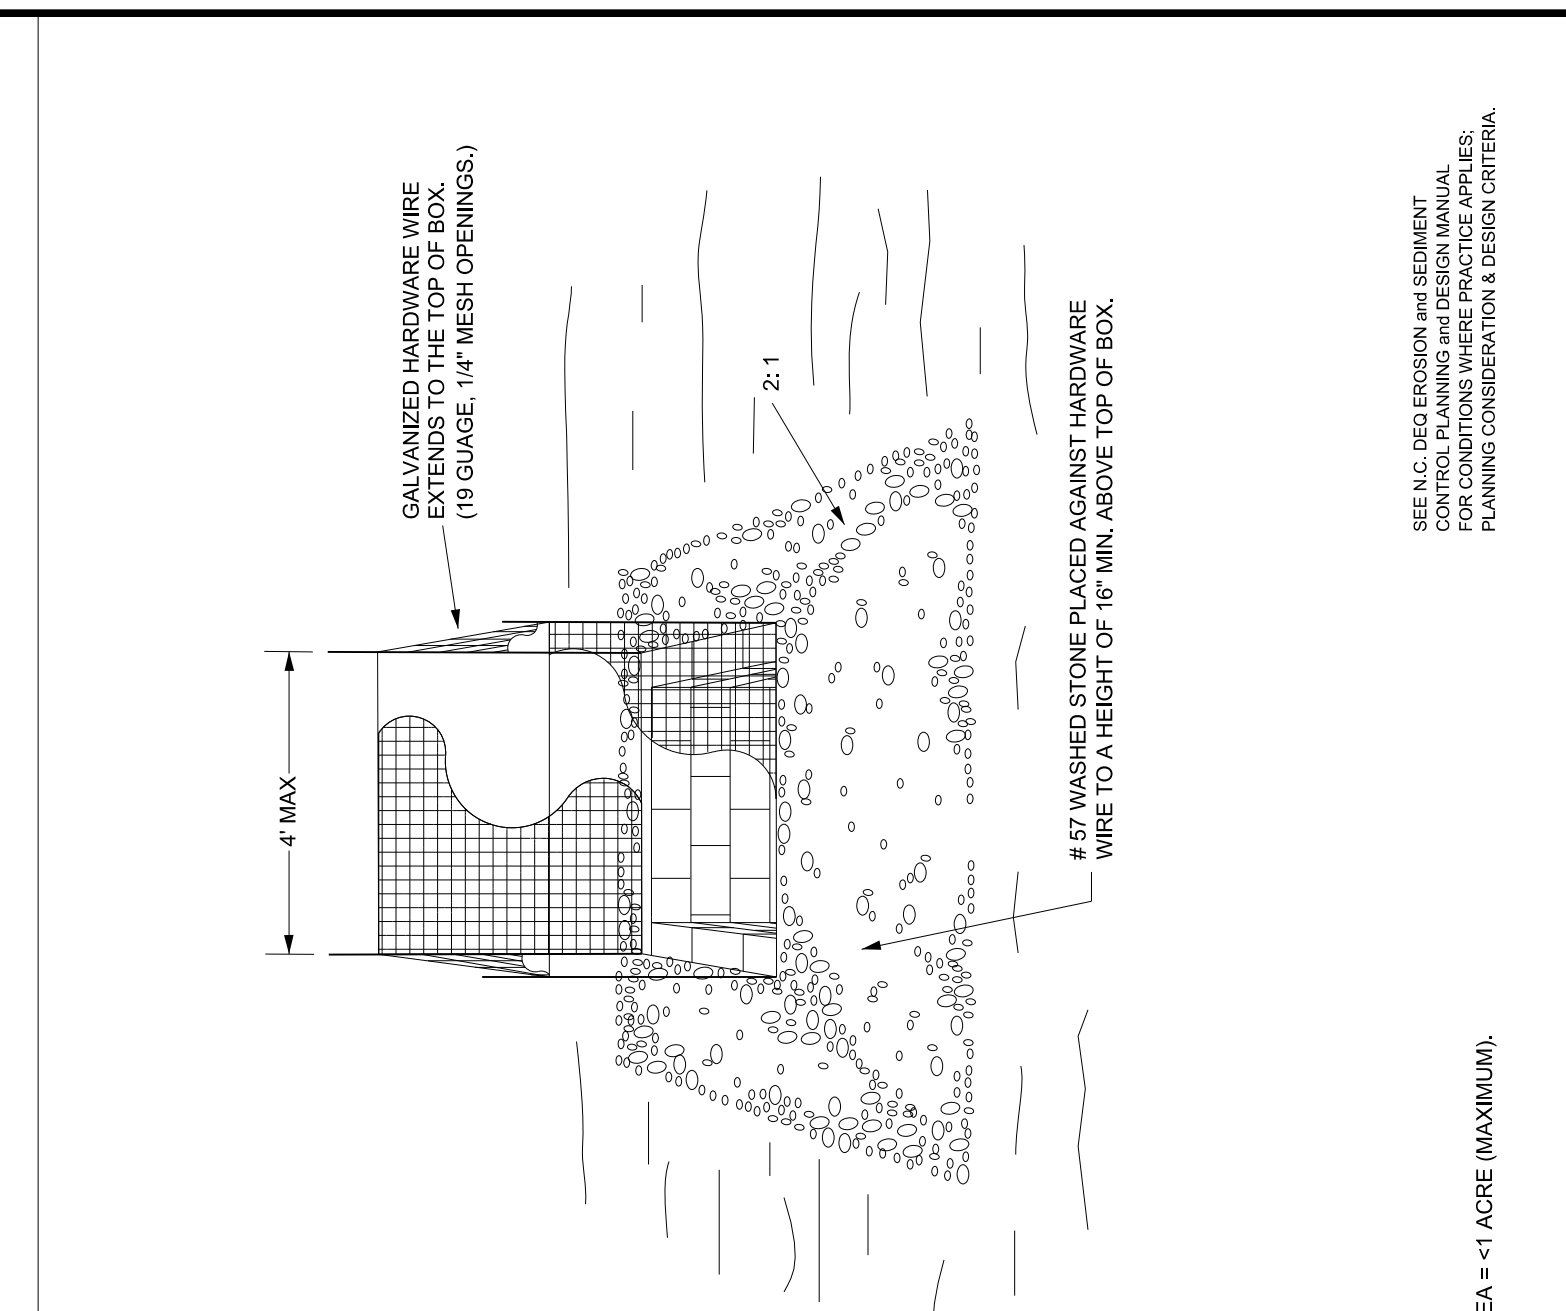 GALVANIZED HARDWARE WIRE
EXTENDS TO THE TOP OF BOX.
(19 GUAGE, 1/4" MESH OPENINGS.)
4' MAX
2: 1
# 57 WASHED STONE PLACED AGAINST HARDWARE
WIRE TO A HEIGHT OF 16" MIN. ABOVE TOP OF BOX.
SEE N.C. DEQ EROSION and SEDIMENT
CONTROL PLANNING and DESIGN MANUAL
FOR CONDITIONS WHERE PRACTICE APPLIES;
PLANNING CONSIDERATION & DESIGN CRITERIA.
= <1 ACRE (MAXIMUM).